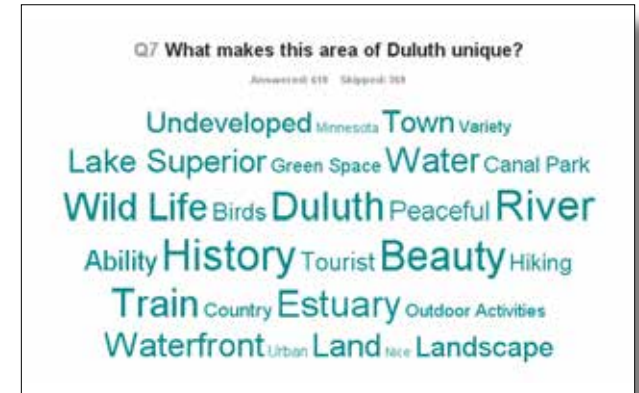 Q7 What makes this area of Duluth unique?
Answered: Skipped:
Undeveloped Minnesota Town Variety
Lake Superior Green Space Water Canal Park
Wild Life Birds Duluth Peaceful River
Ability History Tourist Beauty Hiking
Train Country Estuary Outdoor Activities
Waterfront Urban Land Nice Landscape